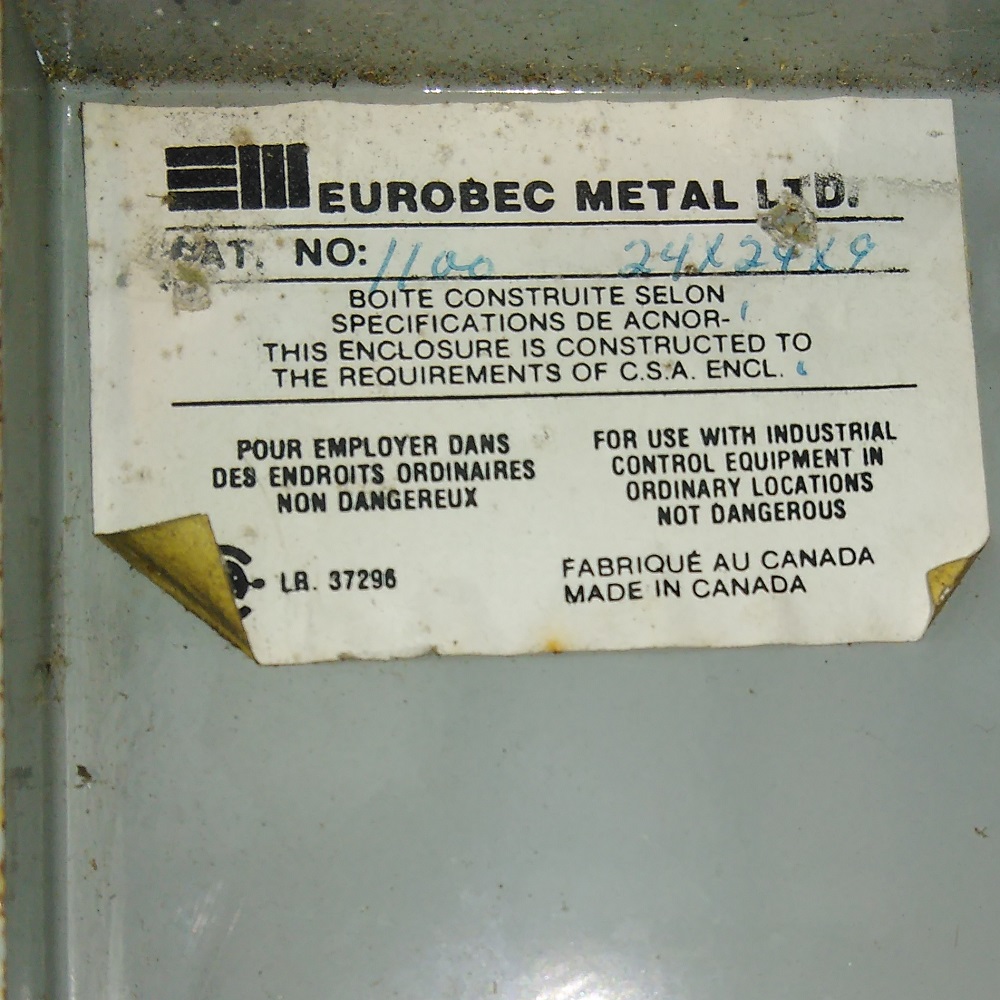 EUROBEC METAL LTD.
CAT. NO: 1100 24X24X9
BOITE CONSTRUITE SELON
SPECIFICATIONS DE ACNOR-
THIS ENCLOSURE IS CONSTRUCTED TO
THE REQUIREMENTS OF C.S.A. ENCL.
POUR EMPLOYER DANS
DES ENDROITS ORDINAIRES
NON DANGEREUX
FOR USE WITH INDUSTRIAL
CONTROL EQUIPMENT IN
ORDINARY LOCATIONS
NOT DANGEROUS
LR. 37296
FABRIQUÉ AU CANADA
MADE IN CANADA